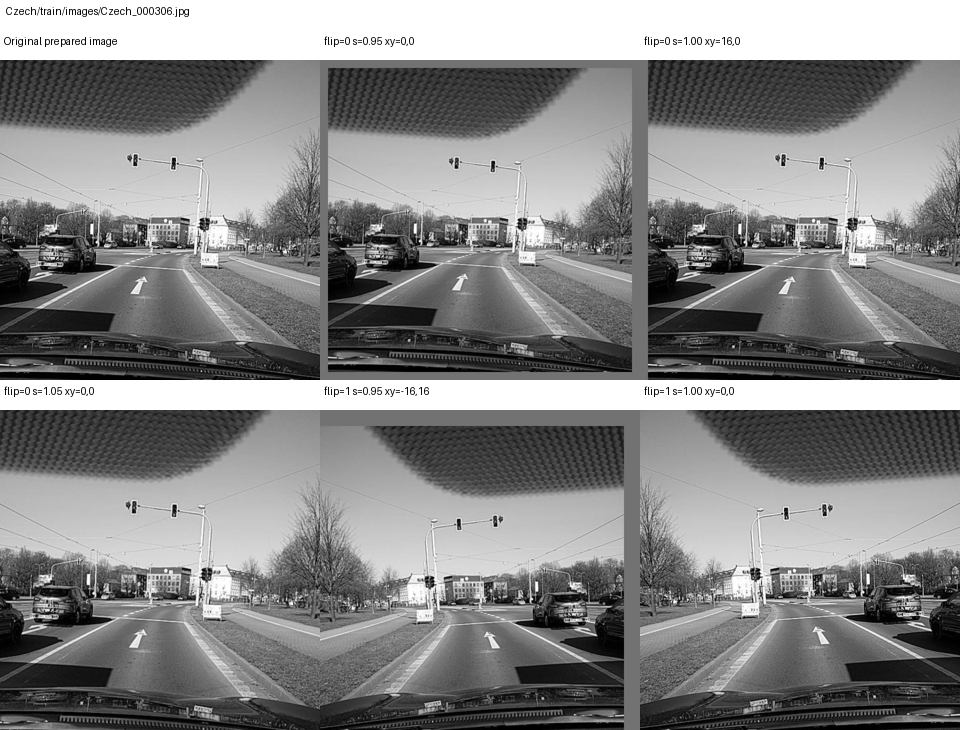 Czech/train/images/Czech_000306.jpg
Original prepared image
flip=0 s=0.95 xy=0,0
flip=0 s=1.00 xy=16,0
flip=0 s=1.05 xy=0,0
flip=1 s=0.95 xy=-16,16
flip=1 s=1.00 xy=0,0